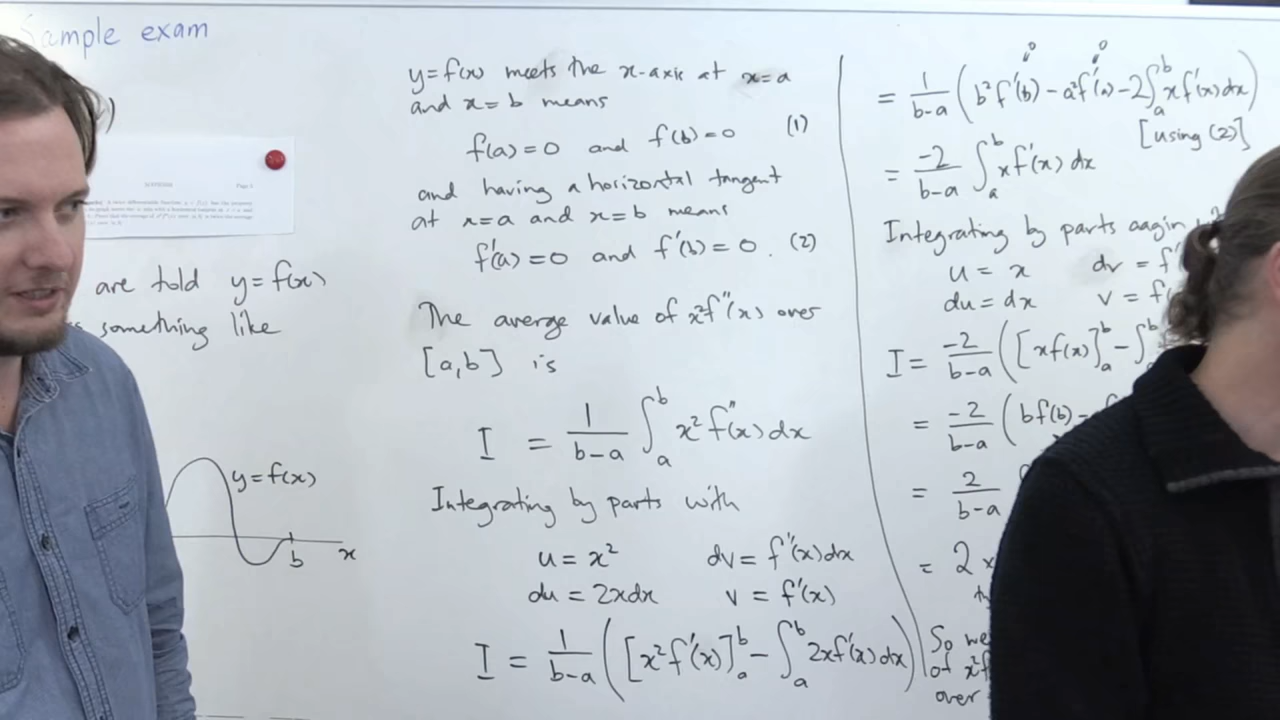 Sample exam
are told y=f(x)
something like
y=f(x)
b
x
y=f(x) meets the x-axis at x=a
and x=b means
f(a)=0 and f(b)=0 (1)
and having a horizontal tangent
at x=a and x=b means
f'(a)=0 and f'(b)=0. (2)
The average value of x²f''(x) over
[a,b] is
I = 1/(b-a) ∫_a^b x²f''(x)dx
Integrating by parts with
u=x² dv=f''(x)dx
du=2xdx v=f'(x)
I = 1/(b-a) ([x²f'(x)]_a^b - ∫_a^b 2xf'(x)dx)
0 0
= 1/(b-a) (b²f'(b) - a²f'(a) - 2∫_a^b xf'(x)dx)
[using (2)]
= -2/(b-a) ∫_a^b xf'(x)dx
Integrating by parts aagin
u=x dv=f'
du=dx v=f
I= -2/(b-a) ([xf(x)]_a^b - ∫^b
= -2/(b-a) (bf(b)-
= 2/(b-a)
= 2x
So we
of x²f
over